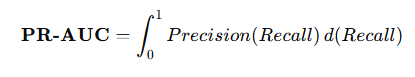 PR-AUC = ∫₀¹ Precision(Recall) d(Recall)